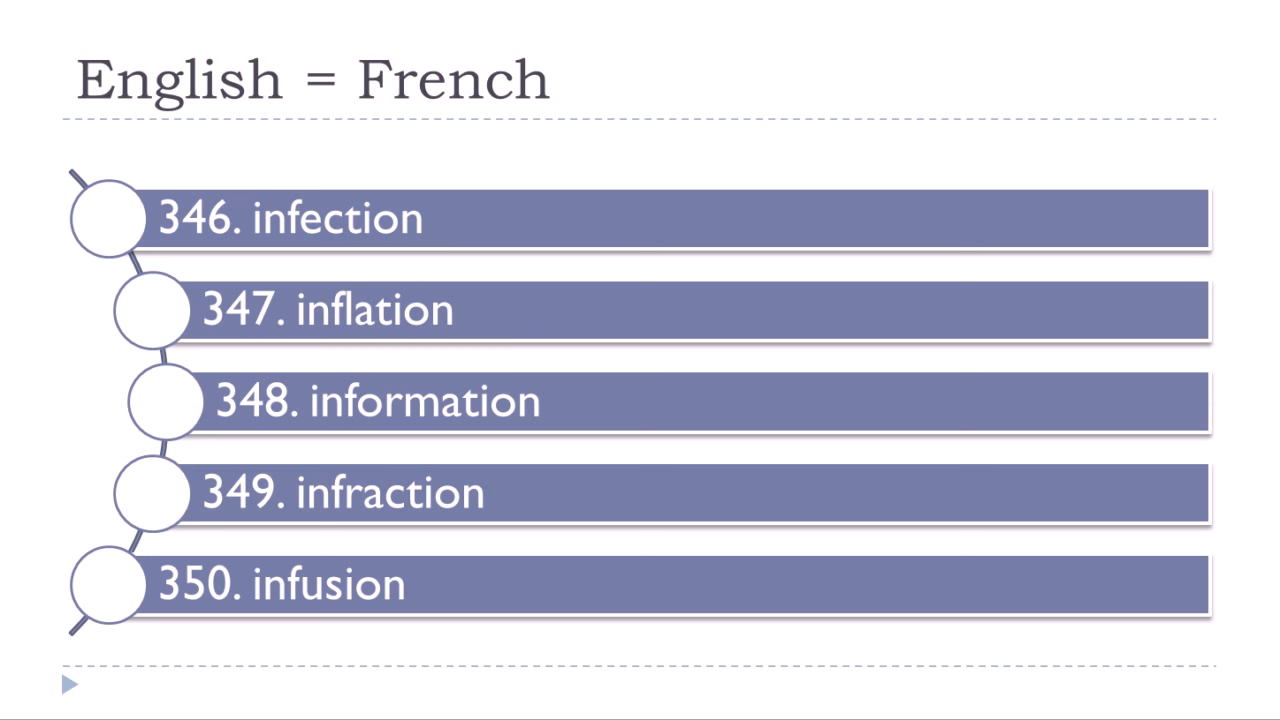 English = French
346. infection
347. inflation
348. information
349. infraction
350. infusion